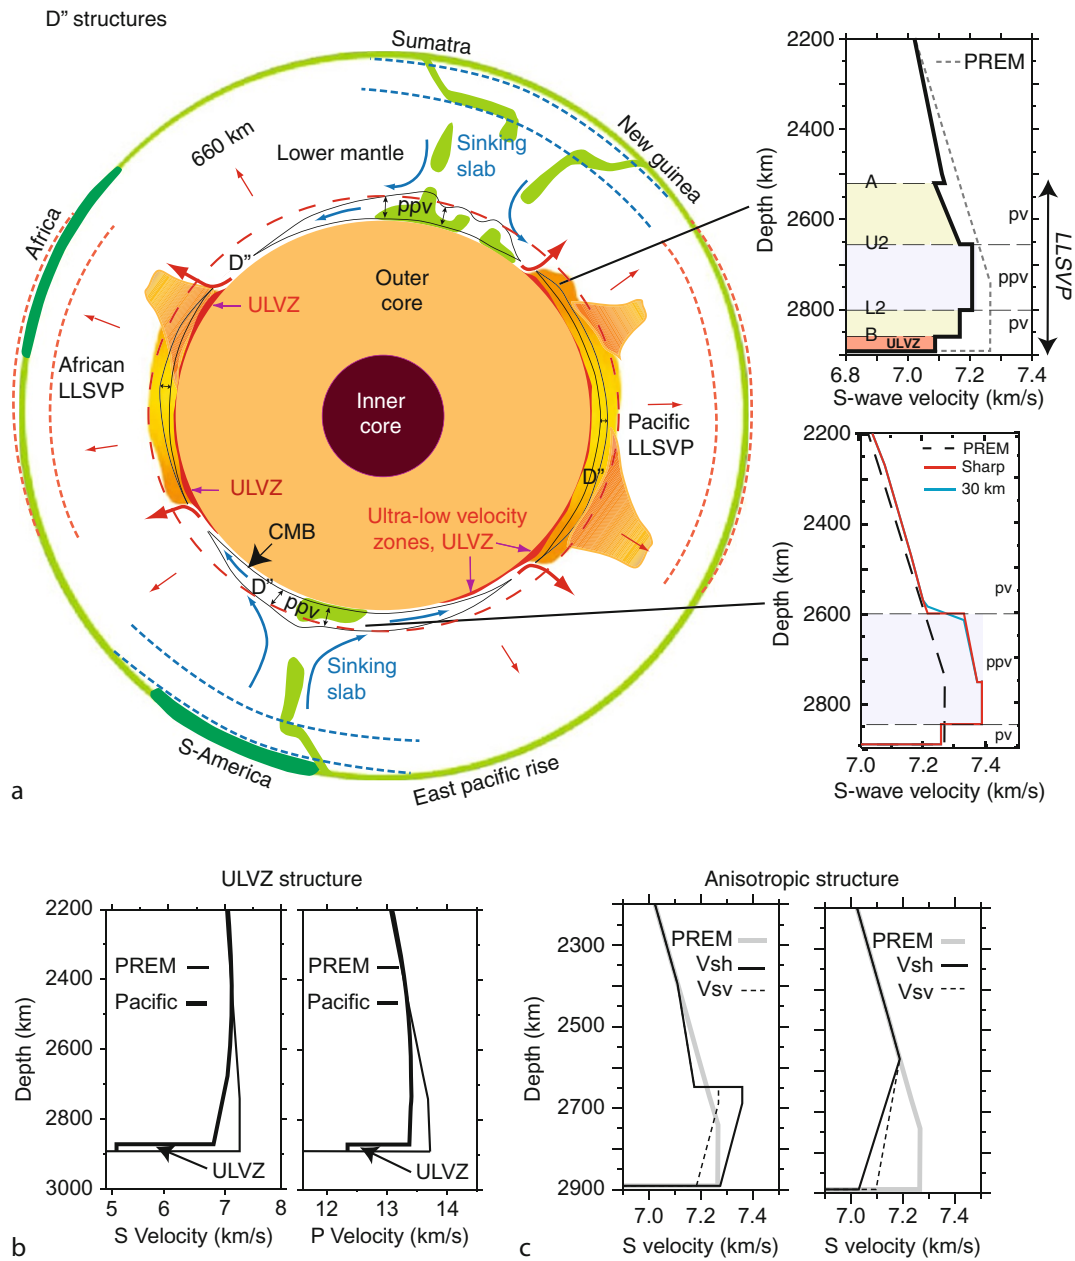 D” structures
Sumatra
New guinea
660 km
Lower mantle
Sinking
slab
ppv
Africa
D”
ULVZ
Outer
core
African
LLSVP
Inner
core
Pacific
LLSVP
D”
ULVZ
Ultra-low velocity
zones, ULVZ
CMB
D”
ppv
Sinking
slab
S-America
East pacific rise
a
2200
2400
2600
2800
Depth (km)
PREM
A
U2
L2
B
ULVZ
pv
ppv
pv
LLSVP
6.8 7.0 7.2 7.4
S-wave velocity (km/s)
2200
2400
2600
2800
Depth (km)
PREM
Sharp
30 km
pv
ppv
pv
7.0 7.2 7.4
S-wave velocity (km/s)
ULVZ structure
2200
2400
2600
2800
3000
Depth (km)
PREM
Pacific
ULVZ
5 6 7 8
S Velocity (km/s)
PREM
Pacific
ULVZ
12 13 14
P Velocity (km/s)
b
Anisotropic structure
2300
2500
2700
2900
Depth (km)
PREM
Vsh
Vsv
7.0 7.2 7.4
S velocity (km/s)
PREM
Vsh
Vsv
7.0 7.2 7.4
S velocity (km/s)
c